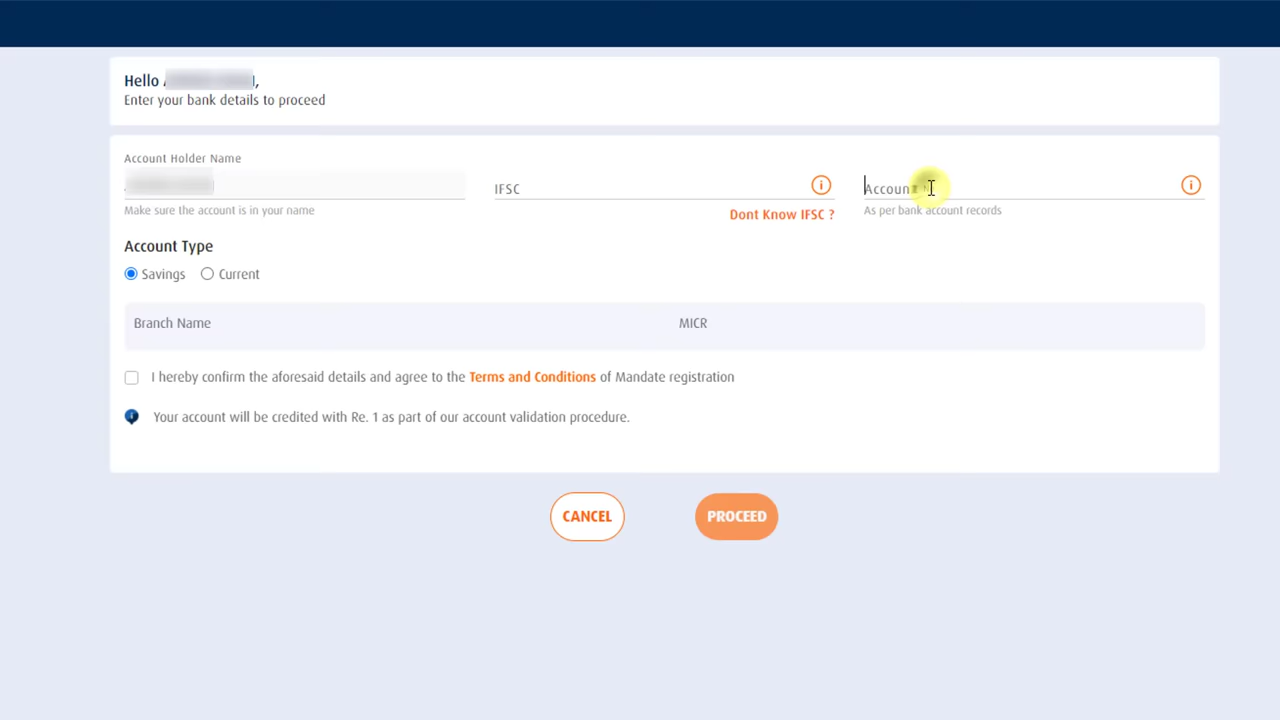 Hello
Enter your bank details to proceed
Account Holder Name
IFSC
Account
Make sure the account is in your name
Dont Know IFSC ?
As per bank account records
Account Type
Savings
Current
Branch Name
MICR
I hereby confirm the aforesaid details and agree to the Terms and Conditions of Mandate registration
Your account will be credited with Re. 1 as part of our account validation procedure.
CANCEL
PROCEED